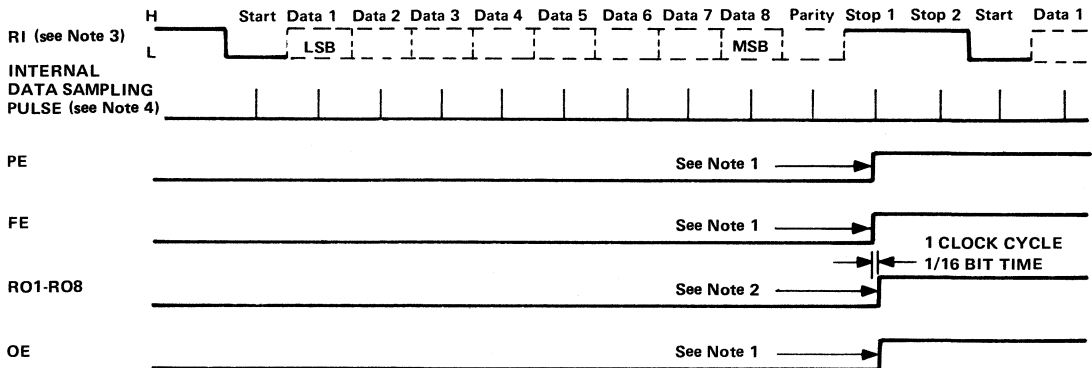 H Start Data 1 Data 2 Data 3 Data 4 Data 5 Data 6 Data 7 Data 8 Parity Stop 1 Stop 2 Start Data 1
RI (see Note 3)
L LSB MSB
INTERNAL
DATA SAMPLING
PULSE (see Note 4)
PE See Note 1
FE See Note 1
1 CLOCK CYCLE
1/16 BIT TIME
RO1-RO8 See Note 2
OE See Note 1